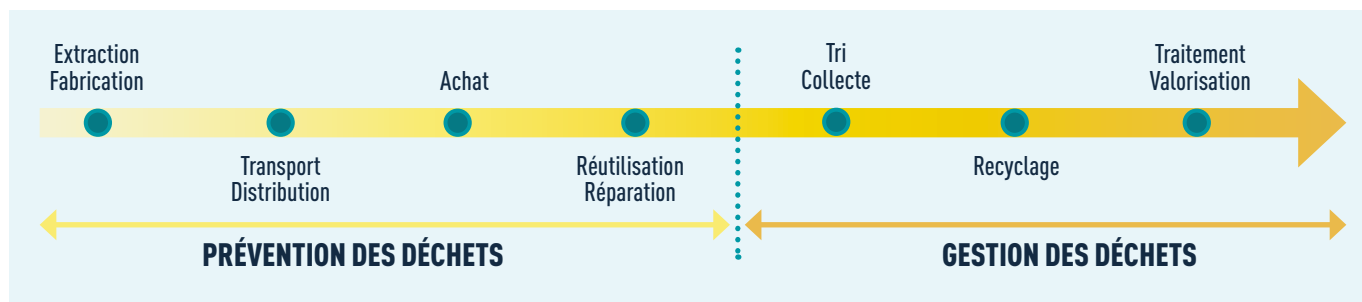 Extraction
Fabrication
Transport
Distribution
Achat
Réutilisation
Réparation
Tri
Collecte
Recyclage
Traitement
Valorisation
PRÉVENTION DES DÉCHETS
GESTION DES DÉCHETS